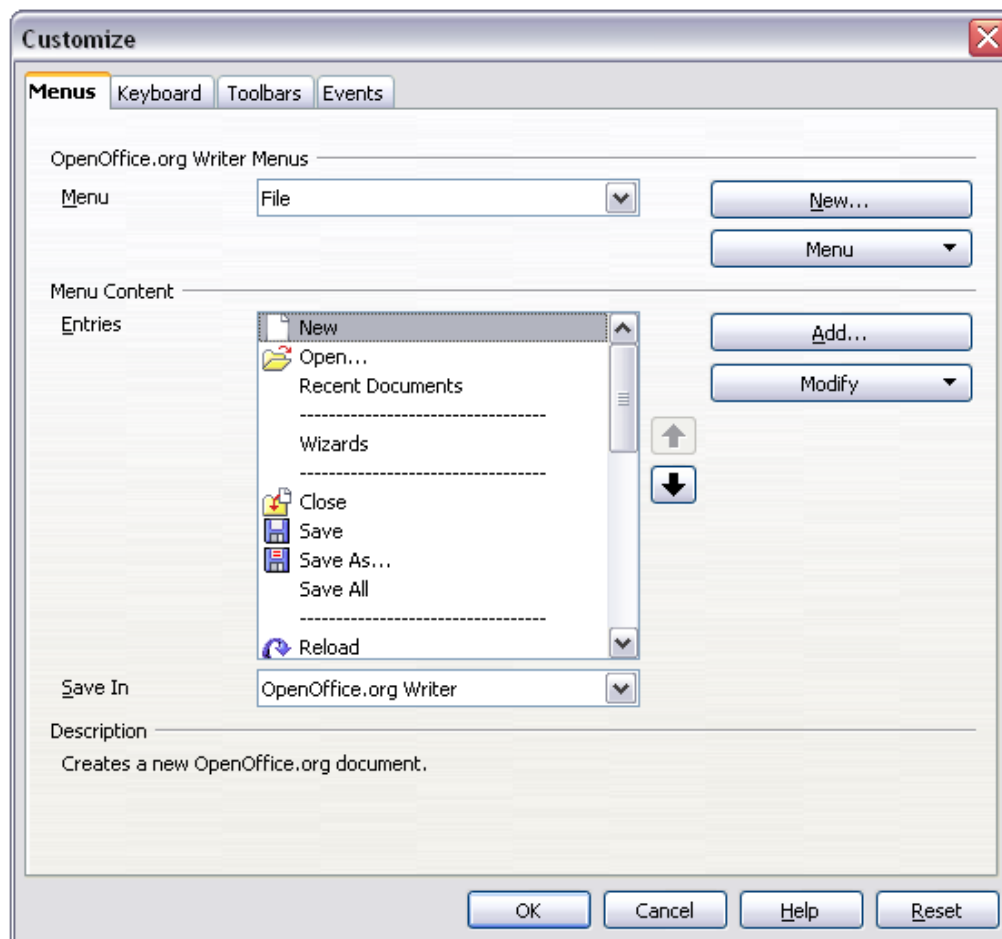 Customize
Menus Keyboard Toolbars Events
OpenOffice.org Writer Menus
Menu File New...
Menu
Menu Content
Entries New Add...
Open...
Recent Documents Modify
----------------------------------
Wizards
----------------------------------
Close
Save
Save As...
Save All
----------------------------------
Reload
Save In OpenOffice.org Writer
Description
Creates a new OpenOffice.org document.
OK Cancel Help Reset